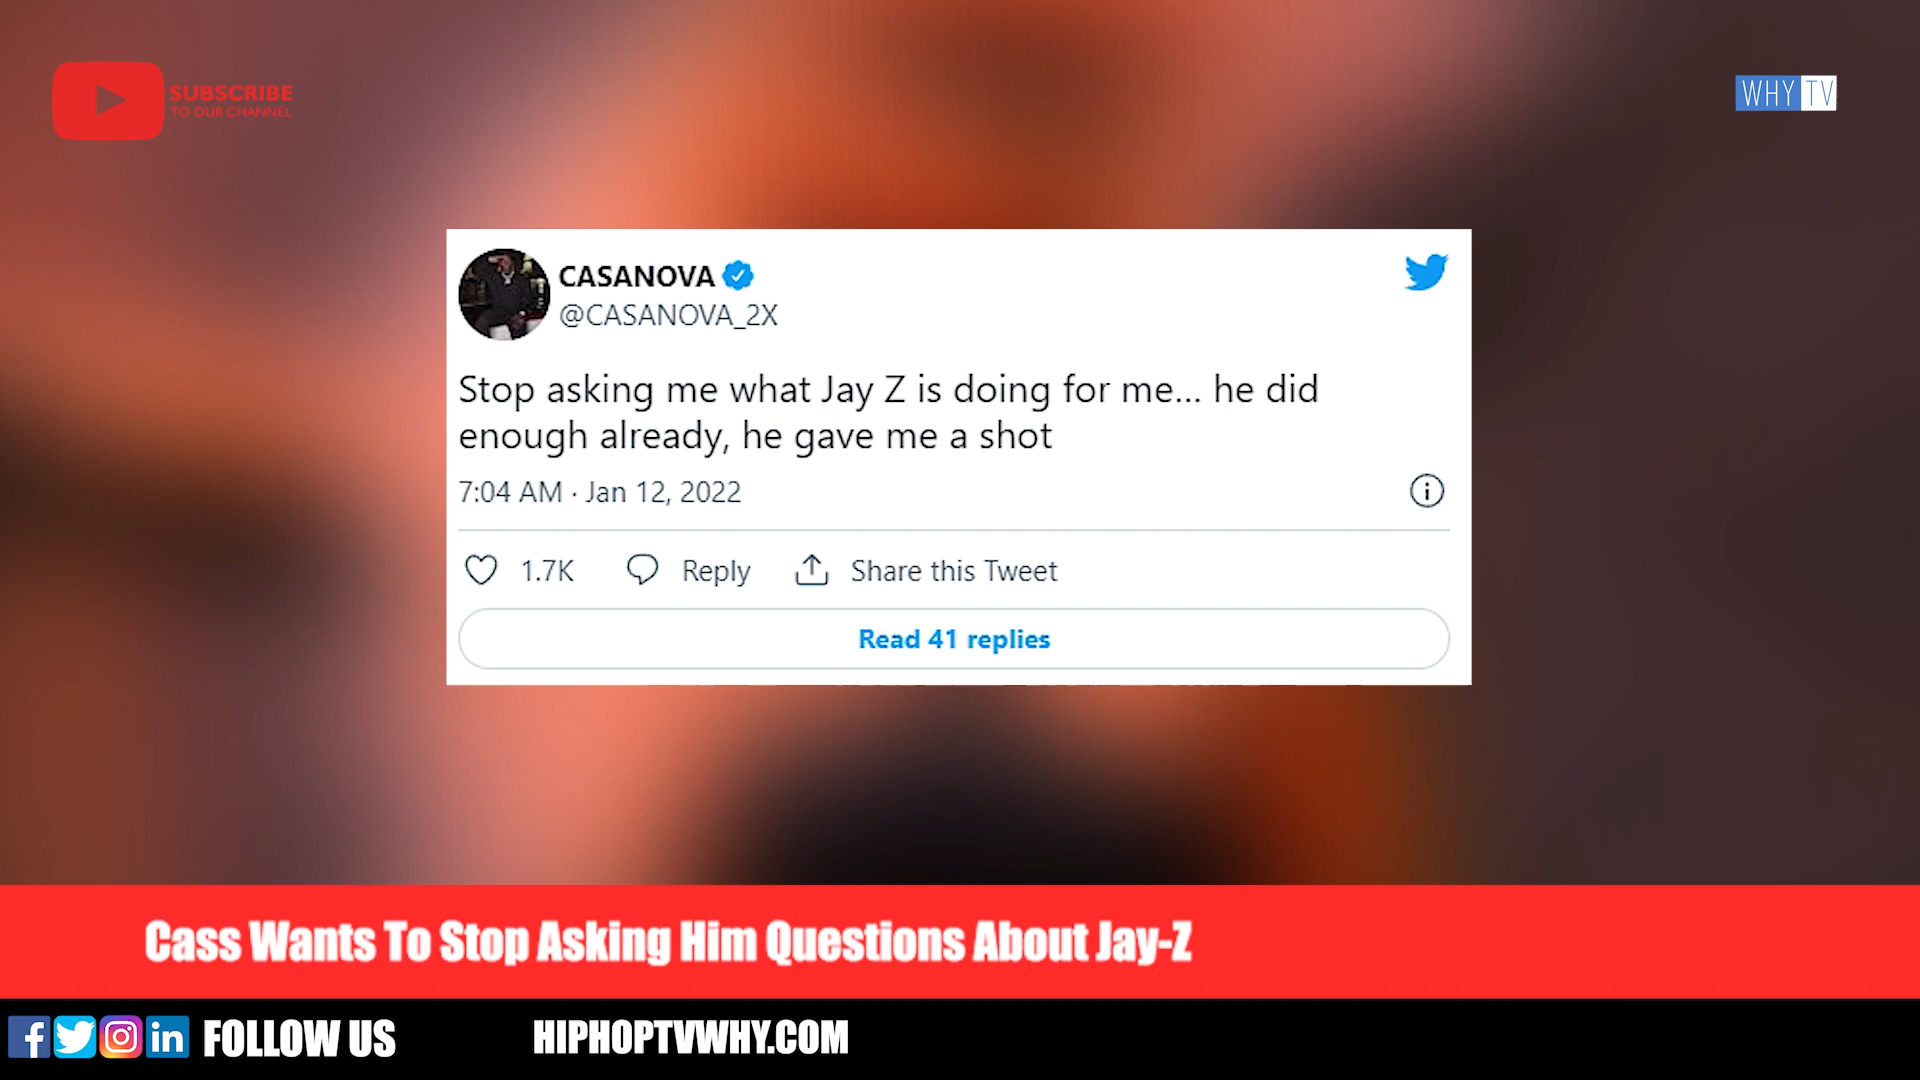 SUBSCRIBE
TO OUR CHANNEL
WHY TV
CASANOVA
@CASANOVA_2X
Stop asking me what Jay Z is doing for me... he did
enough already, he gave me a shot
7:04 AM · Jan 12, 2022
1.7K Reply Share this Tweet
Read 41 replies
Cass Wants To Stop Asking Him Questions About Jay-Z
FOLLOW US HIPHOPTVWHY.COM